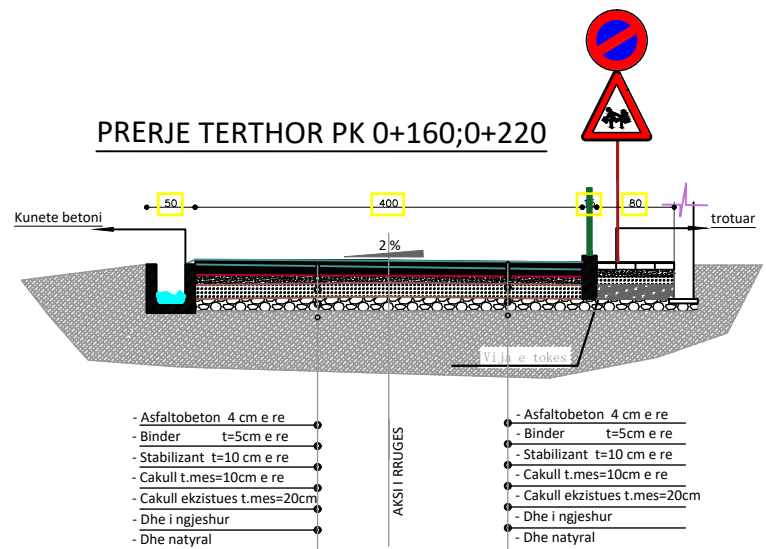 PRERJE TERTHOR PK 0+160;0+220
50
400
80
Kunete betoni
trotuar
2 %
Vija e tokes
- Asfaltobeton 4 cm e re
- Binder t=5cm e re
- Stabilizant t=10 cm e re
- Cakull t.mes=10cm e re
- Cakull ekzistues t.mes=20cm
- Dhe i ngjeshur
- Dhe natyral
AKSI I RRUGES
- Asfaltobeton 4 cm e re
- Binder t=5cm e re
- Stabilizant t=10 cm e re
- Cakull t.mes=10cm e re
- Cakull ekzistues t.mes=20cm
- Dhe i ngjeshur
- Dhe natyral